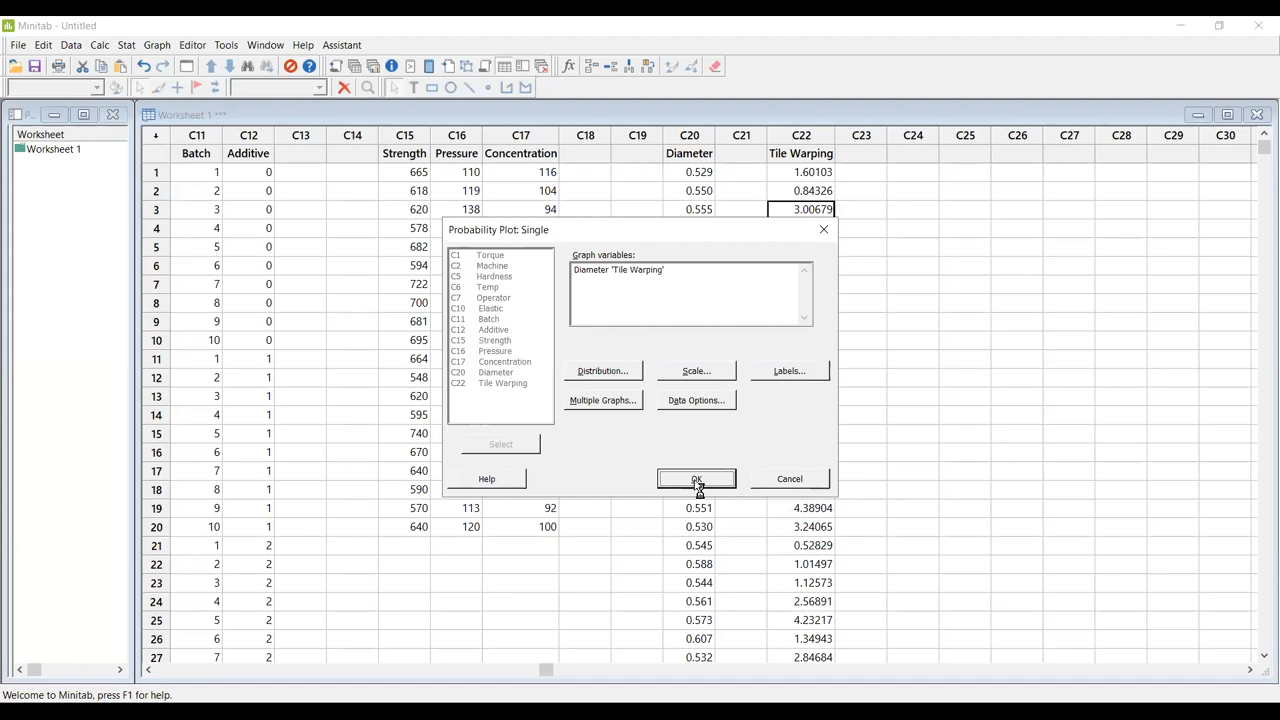 Minitab - Untitled
File Edit Data Calc Stat Graph Editor Tools Window Help Assistant
P... Worksheet 1 ***
Worksheet
Worksheet 1
C11 C12 C13 C14 C15 C16 C17 C18 C19 C20 C21 C22 C23 C24 C25 C26 C27 C28 C29 C30
Batch Additive Strength Pressure Concentration Diameter Tile Warping
1 1 0 665 110 116 0.529 1.60103
2 2 0 618 119 104 0.550 0.84326
3 3 0 620 138 94 0.555 3.00679
4 4 0 578
5 5 0 682
6 6 0 594
7 7 0 722
8 8 0 700
9 9 0 681
10 10 0 695
11 1 1 664
12 2 1 548
13 3 1 620
14 4 1 595
15 5 1 740
16 6 1 670
17 7 1 640
18 8 1 590
19 9 1 570 113 92 0.551 4.38904
20 10 1 640 120 100 0.530 3.24065
21 1 2 0.545 0.52829
22 2 2 0.588 1.01497
23 3 2 0.544 1.12573
24 4 2 0.561 2.56891
25 5 2 0.573 4.23217
26 6 2 0.607 1.34943
27 7 2 0.532 2.84684
Probability Plot: Single
C1 Torque
C2 Machine
C5 Hardness
C6 Temp
C7 Operator
C10 Elastic
C11 Batch
C12 Additive
C15 Strength
C16 Pressure
C17 Concentration
C20 Diameter
C22 Tile Warping
Graph variables:
Diameter 'Tile Warping'
Distribution... Scale... Labels...
Multiple Graphs... Data Options...
Select
Help OK Cancel
Welcome to Minitab, press F1 for help.